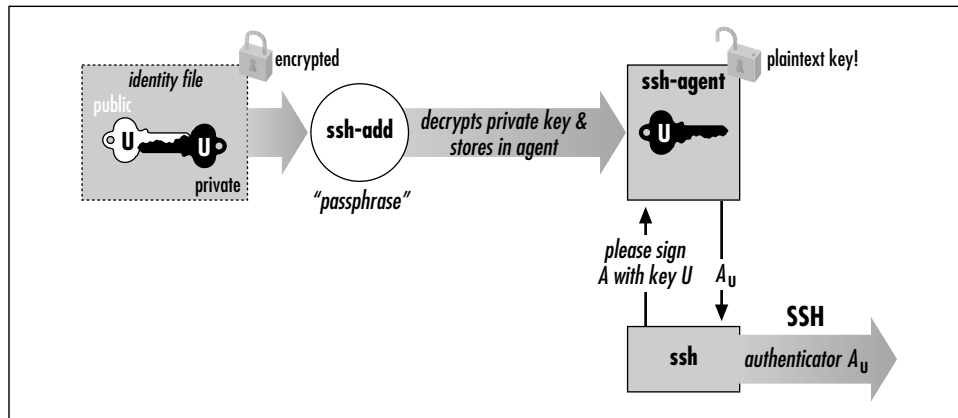 encrypted
identity file
public
U
U
private
ssh-add
"passphrase"
decrypts private key &
stores in agent
ssh-agent
plaintext key!
U
please sign
A with key U
AU
ssh
SSH
authenticator AU